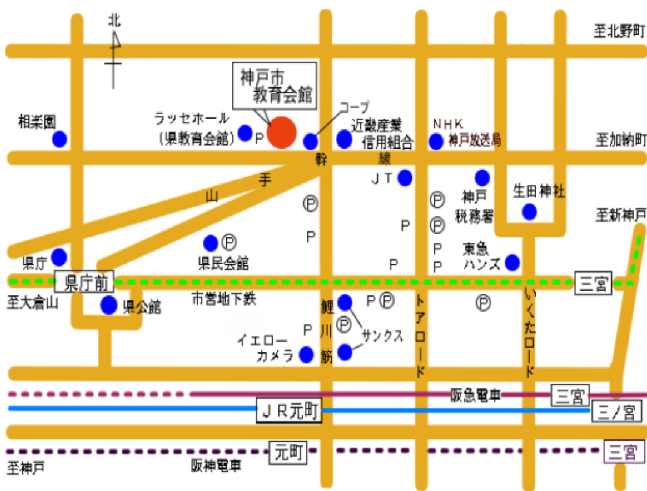 北
至北野町
神戸市
教育会館
相楽園
ラッセホール
(県教育会館)
P
コープ
近畿産業
信用組合
NHK
神戸放送局
至加納町
山手幹線
JT
神戸
税務署
生田神社
至新神戸
P
P
P
P
P
県庁
県民会館
P
P
P
東急
ハンズ
県庁前
三宮
至大倉山
県公館
市営地下鉄
鯉川筋
P
P
P
トアロード
いくたロード
P
P
サンクス
イエロー
カメラ
阪急電車
三宮
JR元町
三ノ宮
元町
三宮
至神戸
阪神電車